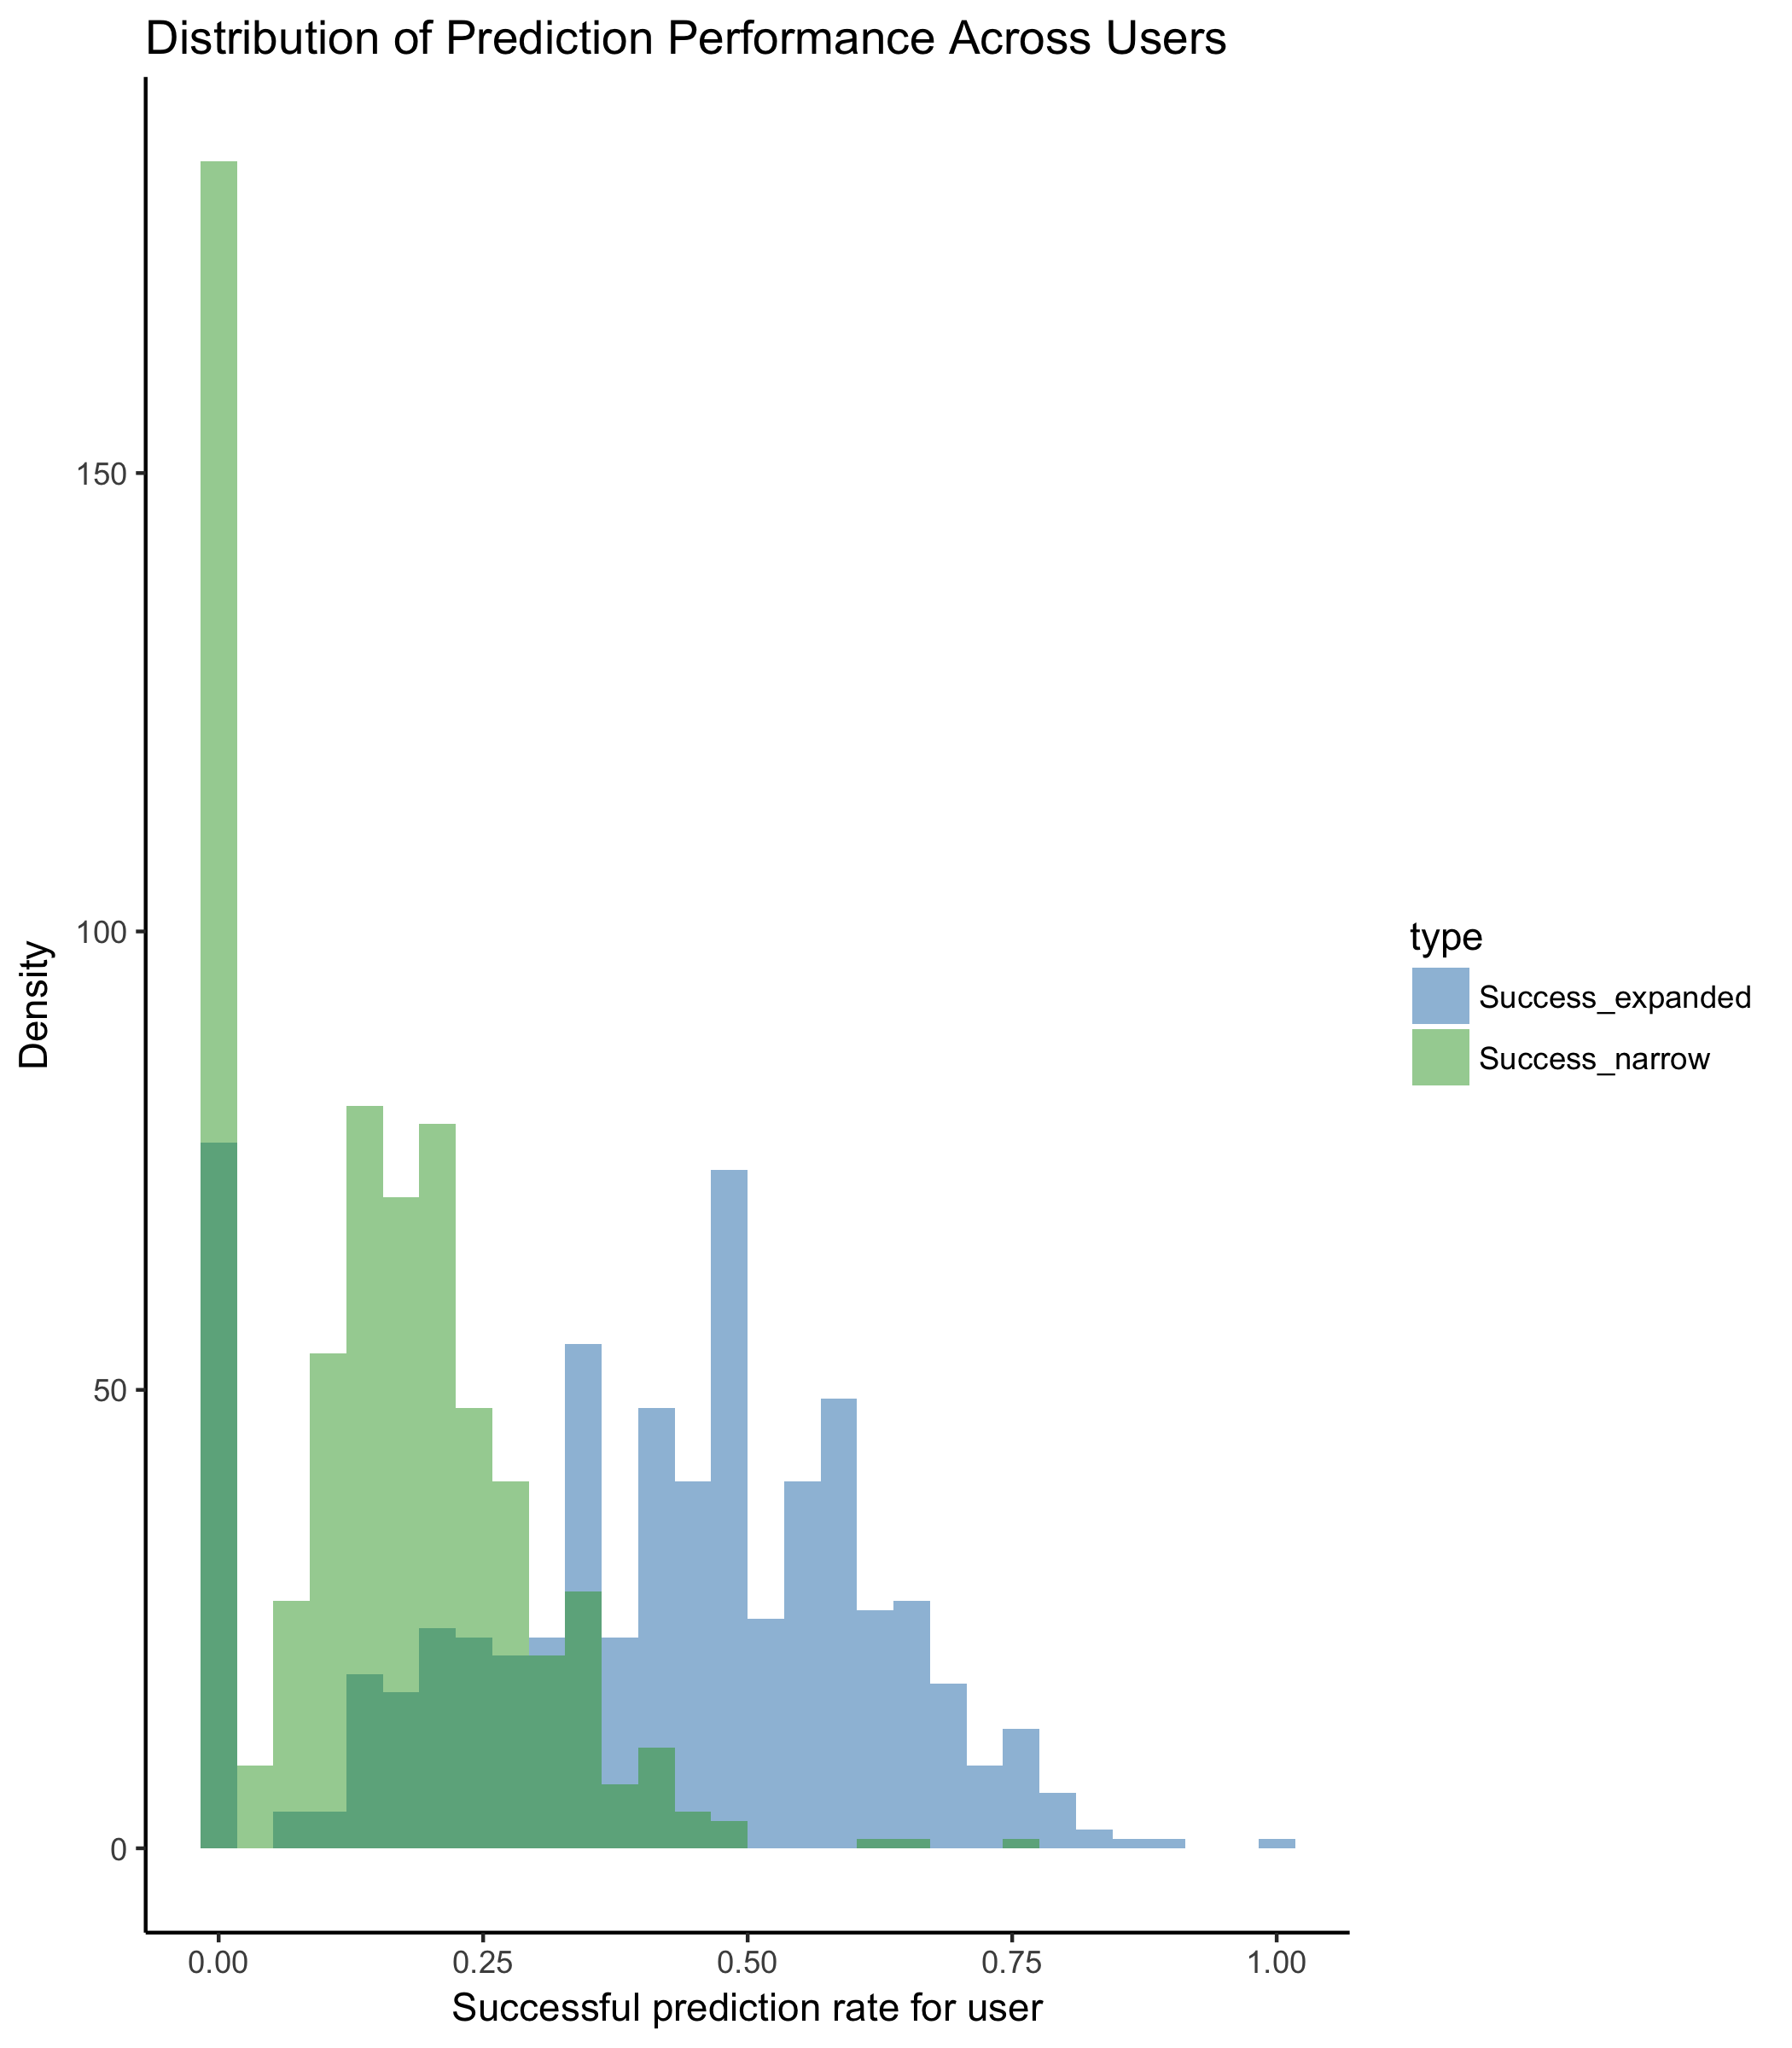 Distribution of Prediction Performance Across Users
150
100
50
0
Density
0.00 0.25 0.50 0.75 1.00
Successful prediction rate for user
type
Success_expanded
Success_narrow